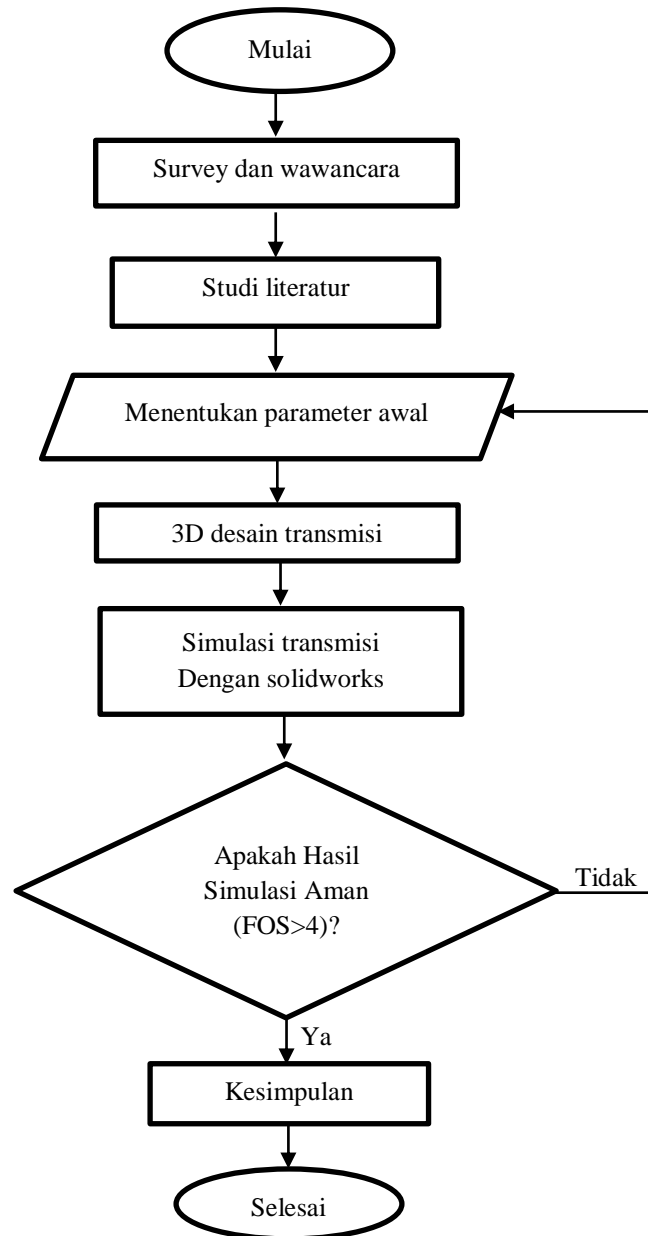 Mulai
Survey dan wawancara
Studi literatur
Menentukan parameter awal
3D desain transmisi
Simulasi transmisi
Dengan solidworks
Apakah Hasil
Simulasi Aman
(FOS>4)?
Tidak
Ya
Kesimpulan
Selesai